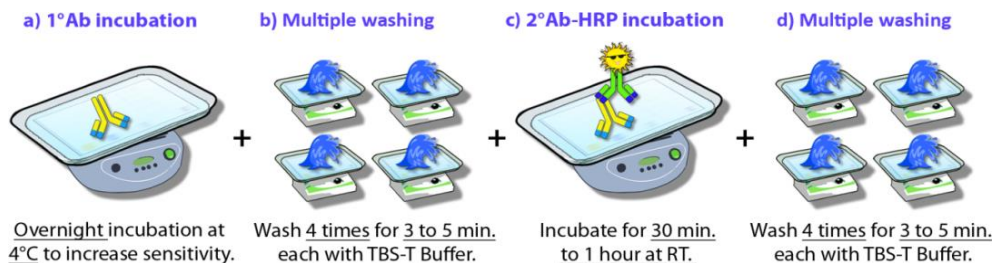 a) 1°Ab incubation
b) Multiple washing
c) 2°Ab-HRP incubation
d) Multiple washing
+
+
+
Overnight incubation at
4°C to increase sensitivity.
Wash 4 times for 3 to 5 min.
each with TBS-T Buffer.
Incubate for 30 min.
to 1 hour at RT.
Wash 4 times for 3 to 5 min.
each with TBS-T Buffer.